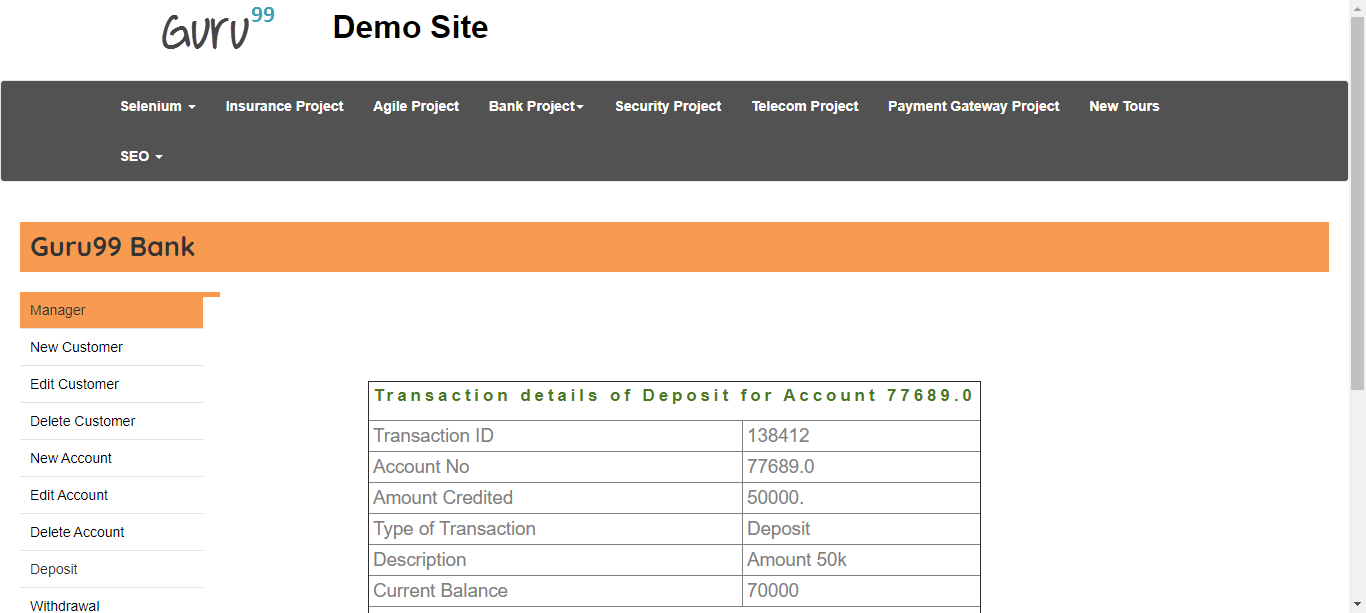 Guru99 Demo Site
Selenium Insurance Project Agile Project Bank Project Security Project Telecom Project Payment Gateway Project New Tours
SEO
Guru99 Bank
Manager
New Customer
Edit Customer
Delete Customer
New Account
Edit Account
Delete Account
Deposit
Withdrawal
Transaction details of Deposit for Account 77689.0
Transaction ID 138412
Account No 77689.0
Amount Credited 50000.
Type of Transaction Deposit
Description Amount 50k
Current Balance 70000